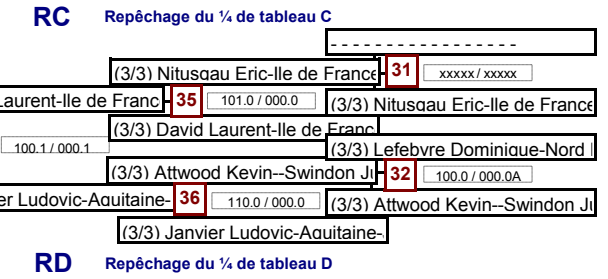 RC Repêchage du ¼ de tableau C
- - - - - - - - - - - - - - - - -
(3/3) Nitusgau Eric-Ile de France 31 xxxxx / xxxxx
Laurent-Ile de Franc 35 101.0 / 000.0 (3/3) Nitusgau Eric-Ile de France
(3/3) David Laurent-Ile de Franc
100.1 / 000.1 (3/3) Lefebvre Dominique-Nord
(3/3) Attwood Kevin--Swindon Ju 32 100.0 / 000.0A
er Ludovic-Aquitaine- 36 110.0 / 000.0 (3/3) Attwood Kevin--Swindon Ju
(3/3) Janvier Ludovic-Aquitaine-
RD Repêchage du ¼ de tableau D